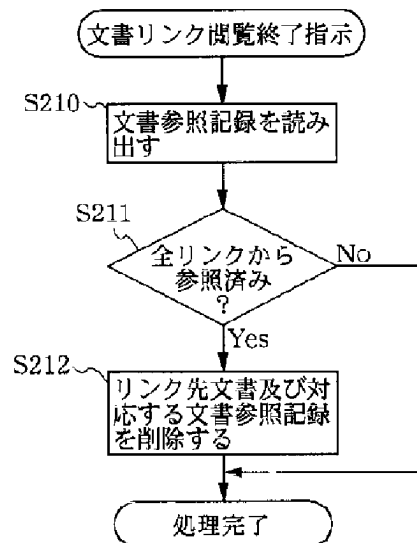 文書リンク閲覧終了指示
S210
文書参照記録を読み
出す
S211
全リンクから
参照済み
?
No
Yes
S212
リンク先文書及び対
応する文書参照記録
を削除する
処理完了